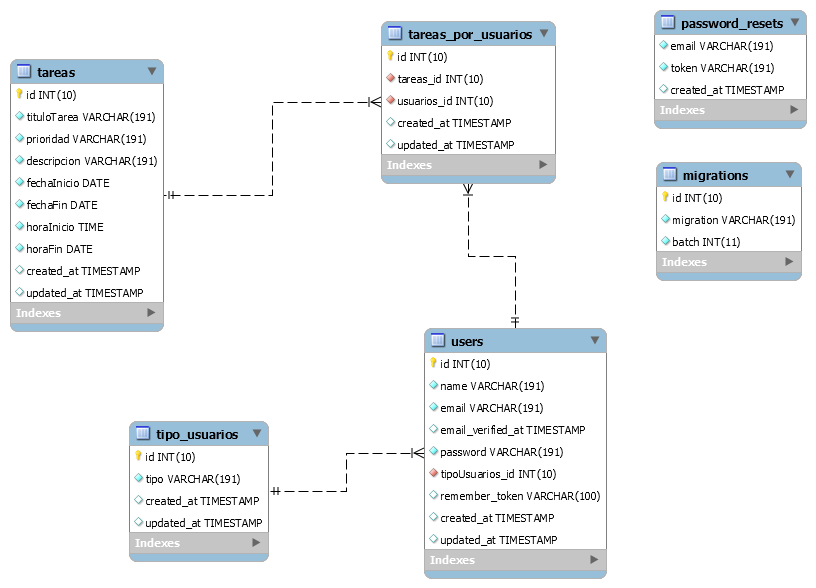 tareas
id INT(10)
tituloTarea VARCHAR(191)
prioridad VARCHAR(191)
descripcion VARCHAR(191)
fechaInicio DATE
fechaFin DATE
horaInicio TIME
horaFin DATE
created_at TIMESTAMP
updated_at TIMESTAMP
Indexes
tareas_por_usuarios
id INT(10)
tareas_id INT(10)
usuarios_id INT(10)
created_at TIMESTAMP
updated_at TIMESTAMP
Indexes
password_resets
email VARCHAR(191)
token VARCHAR(191)
created_at TIMESTAMP
Indexes
migrations
id INT(10)
migration VARCHAR(191)
batch INT(11)
Indexes
tipo_usuarios
id INT(10)
tipo VARCHAR(191)
created_at TIMESTAMP
updated_at TIMESTAMP
Indexes
users
id INT(10)
name VARCHAR(191)
email VARCHAR(191)
email_verified_at TIMESTAMP
password VARCHAR(191)
tipoUsuarios_id INT(10)
remember_token VARCHAR(100)
created_at TIMESTAMP
updated_at TIMESTAMP
Indexes